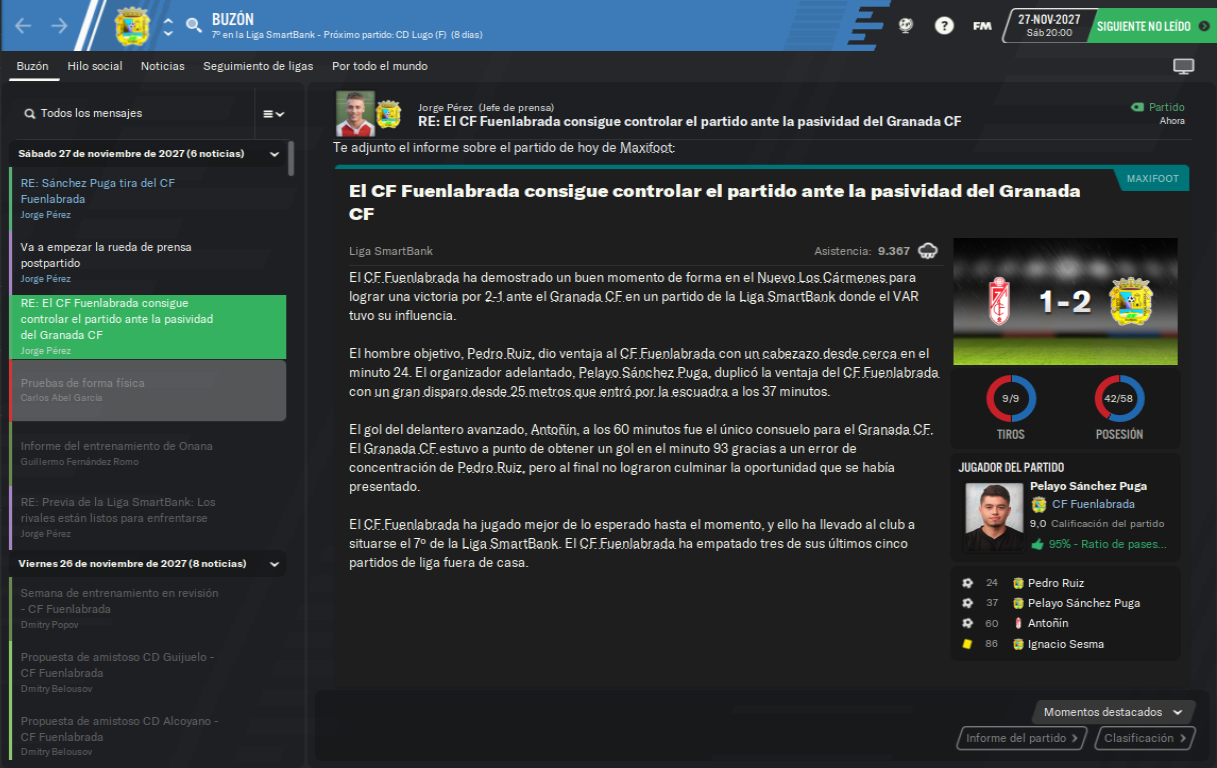 BUZÓN
7º en la Liga SmartBank - Próximo partido: CD Lugo (F) (8 días)
?
FM
27-NOV-2027
Sáb 20:00
SIGUIENTE NO LEÍDO
Buzón
Hilo social
Noticias
Seguimiento de ligas
Por todo el mundo
Todos los mensajes
Sábado 27 de noviembre de 2027 (6 noticias)
RE: Sánchez Puga tira del CF
Fuenlabrada
Jorge Pérez
Va a empezar la rueda de prensa
postpartido
Jorge Pérez
RE: El CF Fuenlabrada consigue
controlar el partido ante la pasividad
del Granada CF
Jorge Pérez
Pruebas de forma física
Carlos Abel García
Informe del entrenamiento de Onana
Guillermo Fernández Romo
RE: Previa de la Liga SmartBank: Los
rivales están listos para enfrentarse
Jorge Pérez
Viernes 26 de noviembre de 2027 (8 noticias)
Semana de entrenamiento en revisión
- CF Fuenlabrada
Dmitry Popov
Propuesta de amistoso CD Guijuelo -
CF Fuenlabrada
Dmitry Belousov
Propuesta de amistoso CD Alcoyano -
CF Fuenlabrada
Dmitry Belousov
Jorge Pérez (Jefe de prensa)
RE: El CF Fuenlabrada consigue controlar el partido ante la pasividad del Granada CF
Partido
Ahora
Te adjunto el informe sobre el partido de hoy de Maxifoot:
MAXIFOOT
El CF Fuenlabrada consigue controlar el partido ante la pasividad del Granada
CF
Liga SmartBank
Asistencia: 9.367
El CF Fuenlabrada ha demostrado un buen momento de forma en el Nuevo Los Cármenes para
lograr una victoria por 2-1 ante el Granada CF en un partido de la Liga SmartBank donde el VAR
tuvo su influencia.
El hombre objetivo, Pedro Ruiz, dio ventaja al CF Fuenlabrada con un cabezazo desde cerca en el
minuto 24. El organizador adelantado, Pelayo Sánchez Puga, duplicó la ventaja del CF Fuenlabrada
con un gran disparo desde 25 metros que entró por la escuadra a los 37 minutos.
El gol del delantero avanzado, Antoñín, a los 60 minutos fue el único consuelo para el Granada CF.
El Granada CF estuvo a punto de obtener un gol en el minuto 93 gracias a un error de
concentración de Pedro Ruiz, pero al final no lograron culminar la oportunidad que se había
presentado.
El CF Fuenlabrada ha jugado mejor de lo esperado hasta el momento, y ello ha llevado al club a
situarse el 7º de la Liga SmartBank. El CF Fuenlabrada ha empatado tres de sus últimos cinco
partidos de liga fuera de casa.
1-2
9/9
TIROS
42/58
POSESIÓN
JUGADOR DEL PARTIDO
Pelayo Sánchez Puga
CF Fuenlabrada
9,0 Calificación del partido
95% - Ratio de pases...
24 Pedro Ruiz
37 Pelayo Sánchez Puga
60 Antoñín
86 Ignacio Sesma
Momentos destacados
Informe del partido
Clasificación